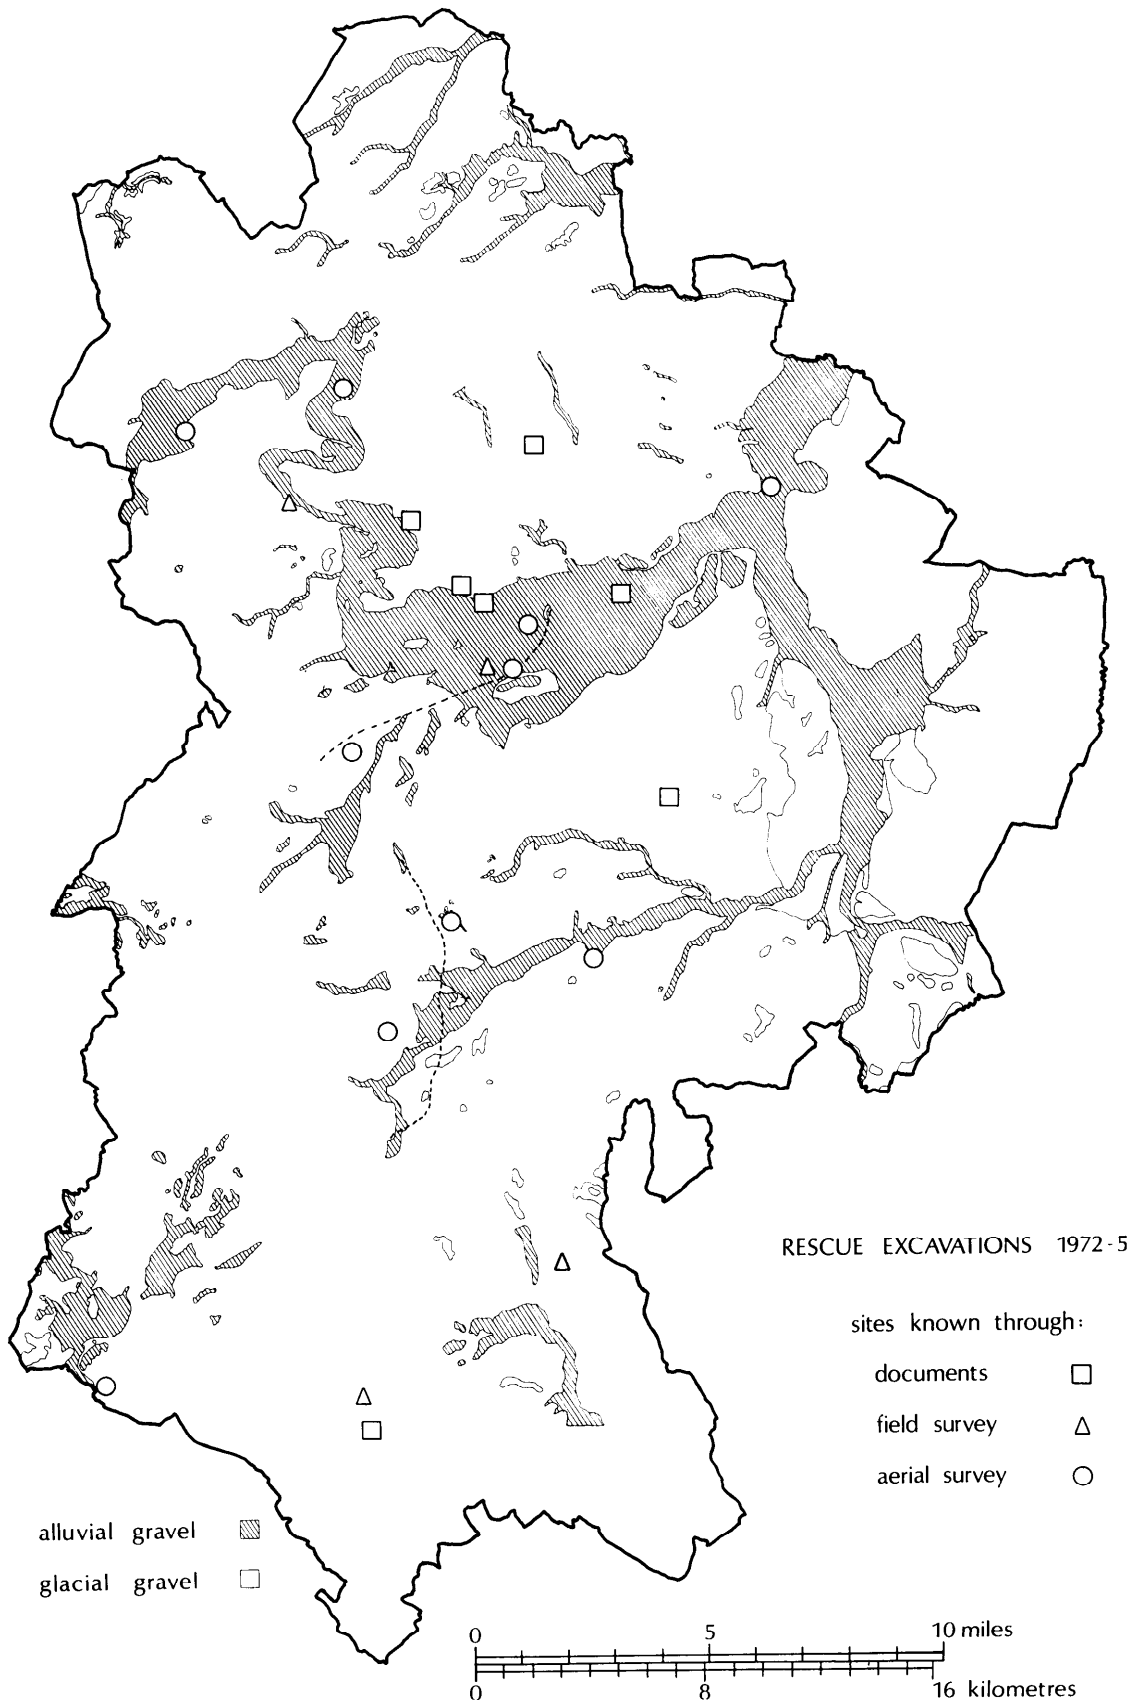 RESCUE EXCAVATIONS 1972-5
sites known through:
documents
field survey
aerial survey
alluvial gravel
glacial gravel
0 5 10 miles
0 8 16 kilometres